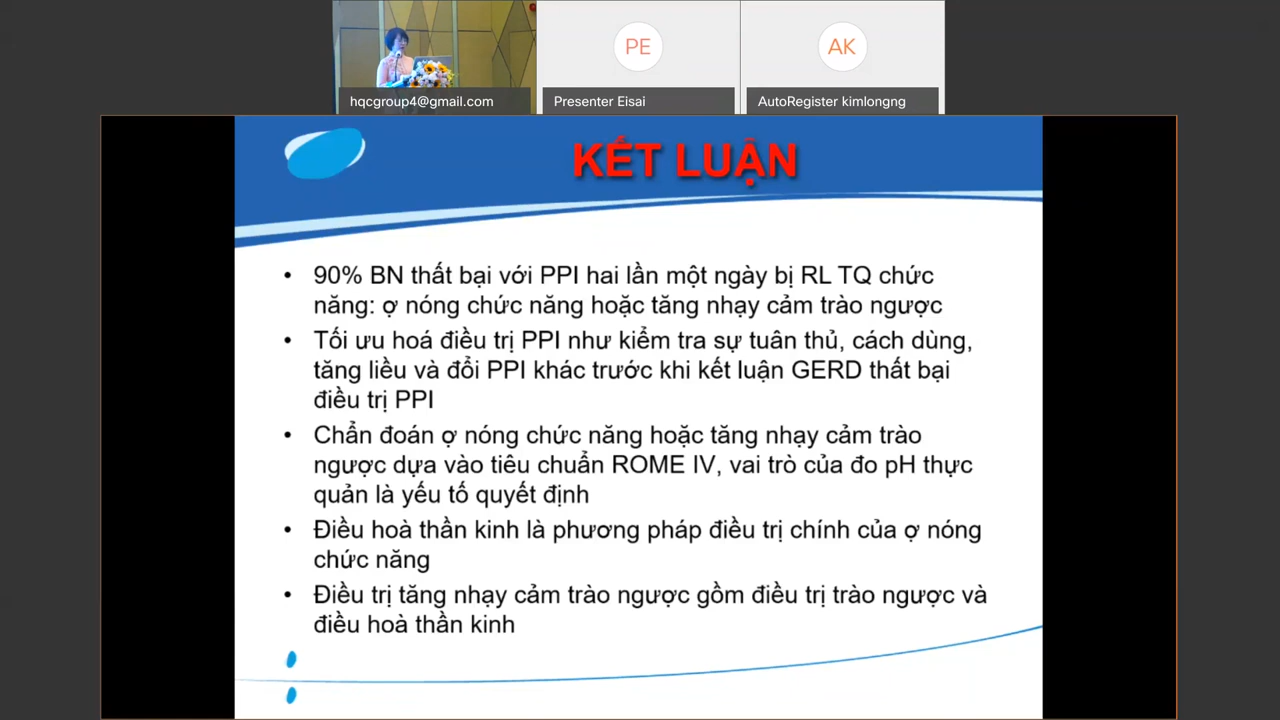 PE
AK
hqcgroup4@gmail.com
Presenter Eisai
AutoRegister kimlongng
KẾT LUẬN
• 90% BN thất bại với PPI hai lần một ngày bị RL TQ chức
năng: ợ nóng chức năng hoặc tăng nhạy cảm trào ngược
• Tối ưu hoá điều trị PPI như kiểm tra sự tuân thủ, cách dùng,
tăng liều và đổi PPI khác trước khi kết luận GERD thất bại
điều trị PPI
• Chẩn đoán ợ nóng chức năng hoặc tăng nhạy cảm trào
ngược dựa vào tiêu chuẩn ROME IV, vai trò của đo pH thực
quản là yếu tố quyết định
• Điều hoà thần kinh là phương pháp điều trị chính của ợ nóng
chức năng
• Điều trị tăng nhạy cảm trào ngược gồm điều trị trào ngược và
điều hoà thần kinh